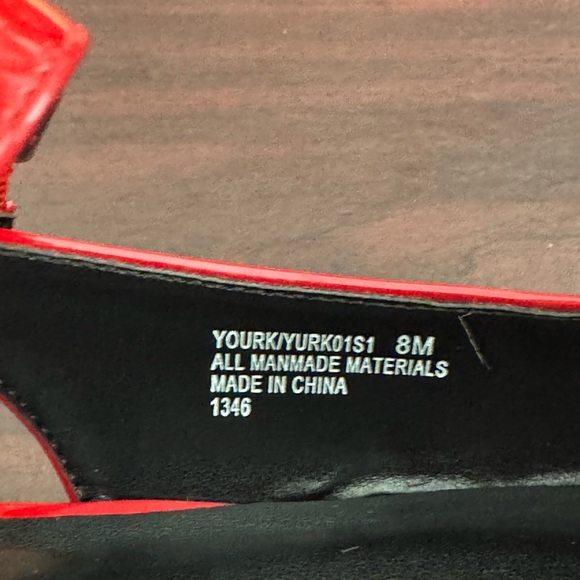 YOURK/YURK01S1 8M
ALL MANMADE MATERIALS
MADE IN CHINA
1346